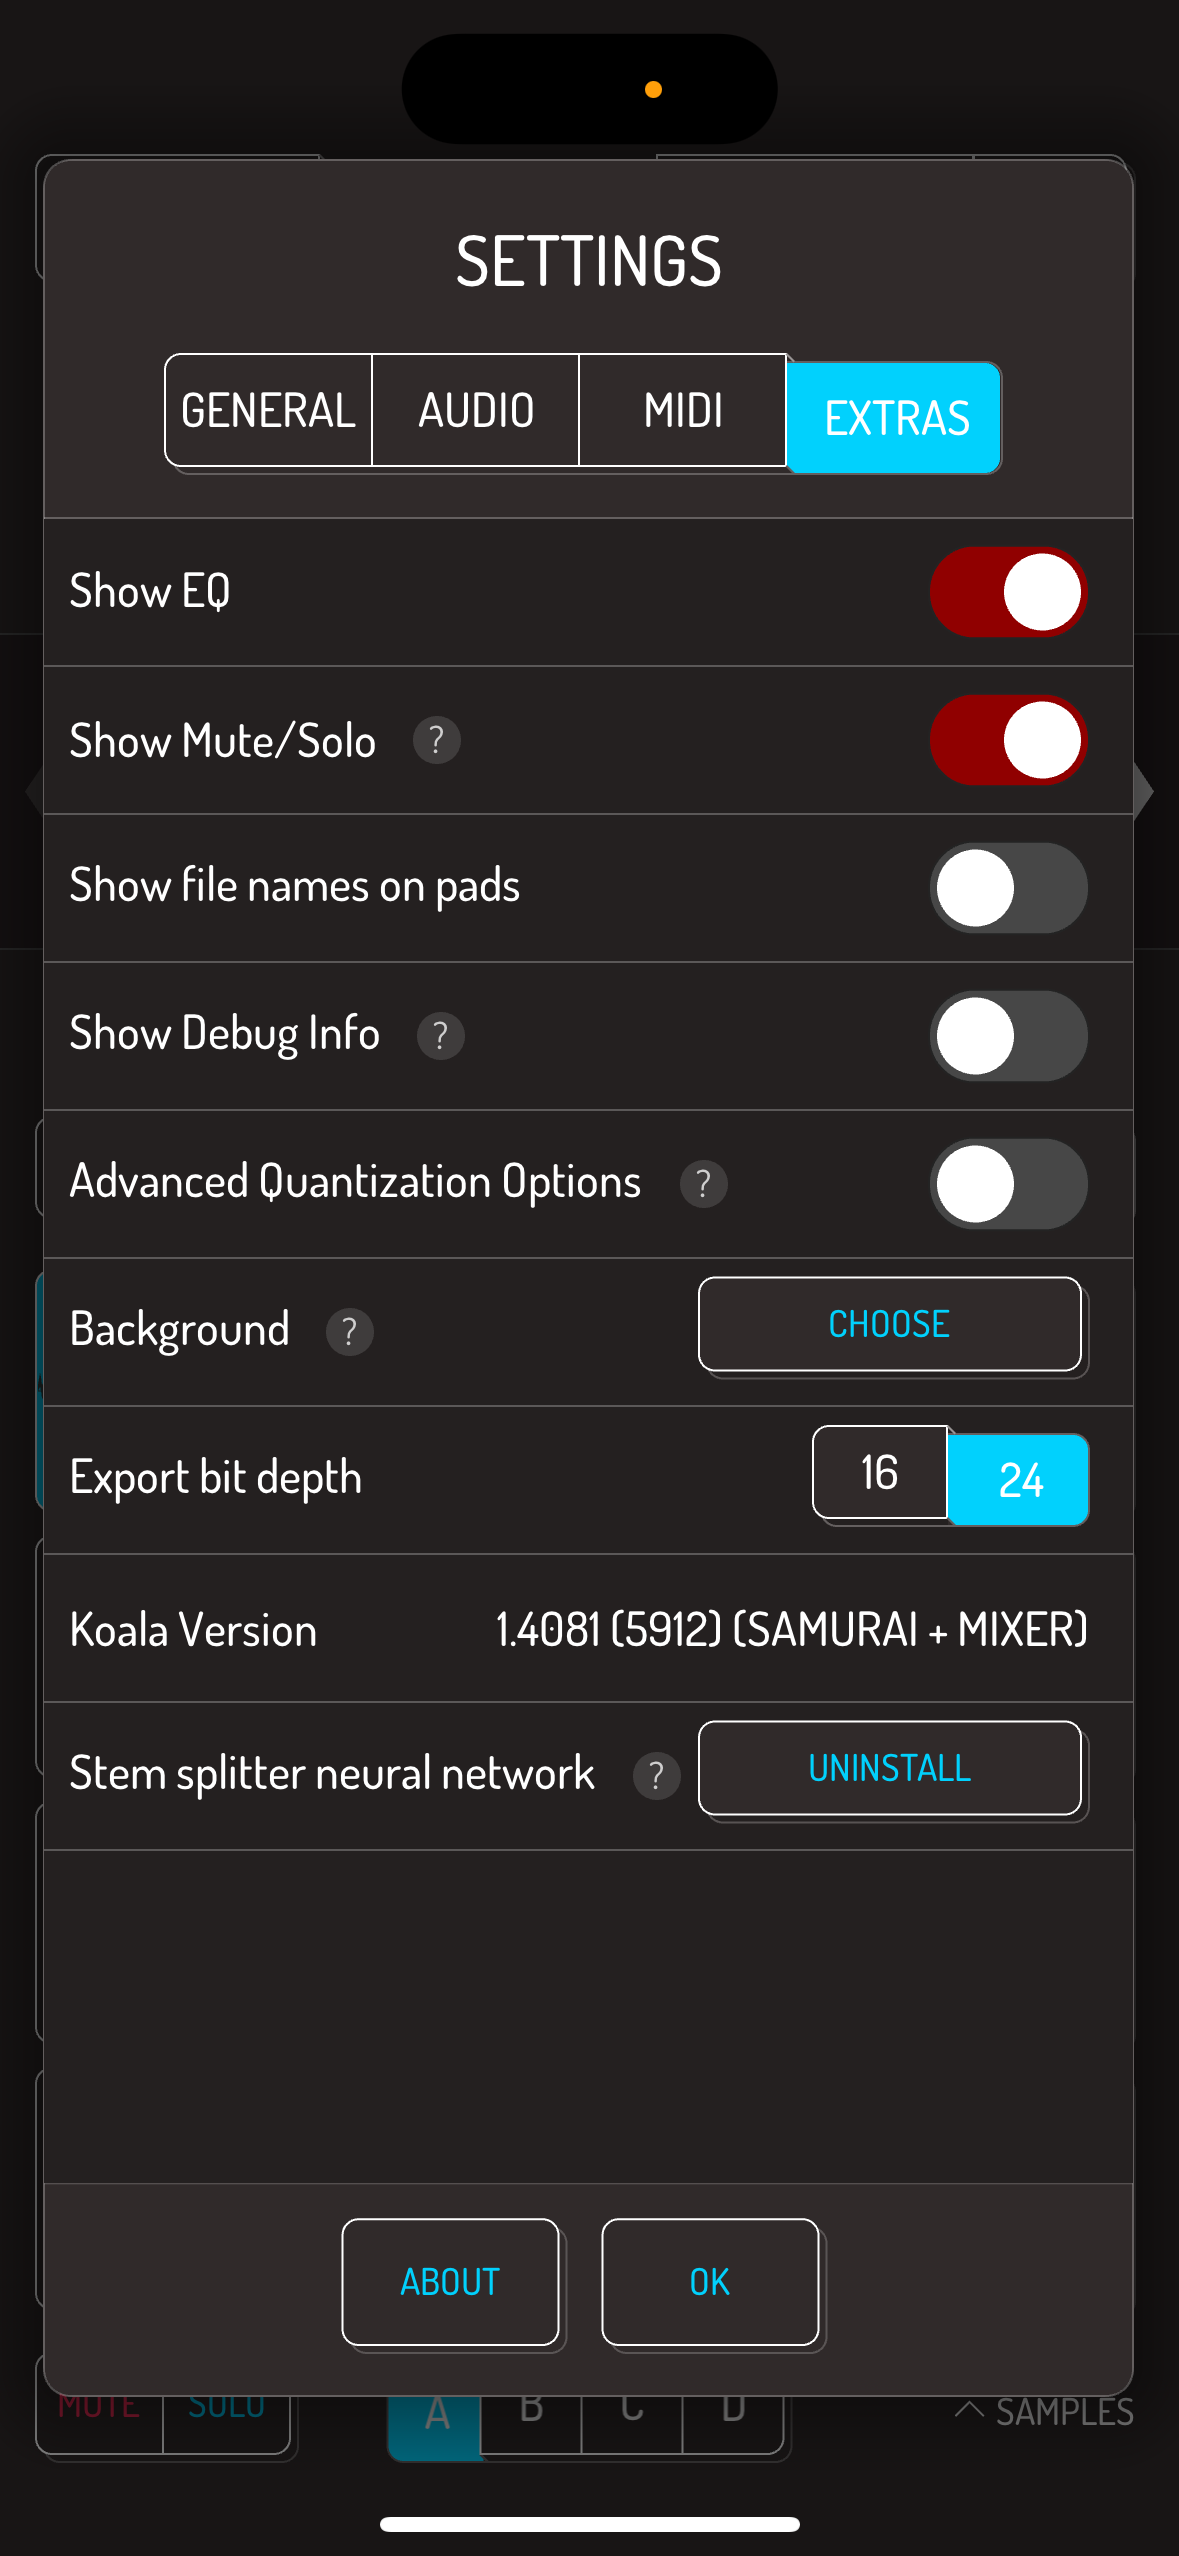 SETTINGS
GENERAL AUDIO MIDI EXTRAS
Show EQ
Show Mute/Solo ?
Show file names on pads
Show Debug Info ?
Advanced Quantization Options ?
Background ? CHOOSE
Export bit depth 16 24
Koala Version 1.4081 (5912) (SAMURAI + MIXER)
Stem splitter neural network ? UNINSTALL
ABOUT OK
MUTE SOLO A B C D SAMPLES